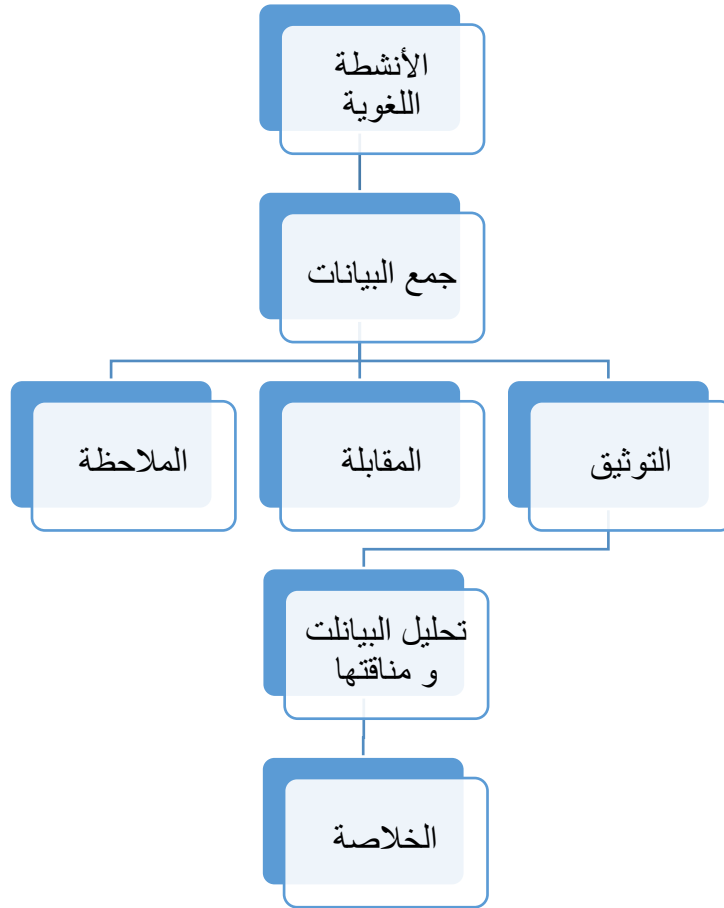 الأنشطة
اللغوية
جمع البيانات
التوثيق
المقابلة
الملاحظة
تحليل البيانلت
و مناقتها
الخلاصة